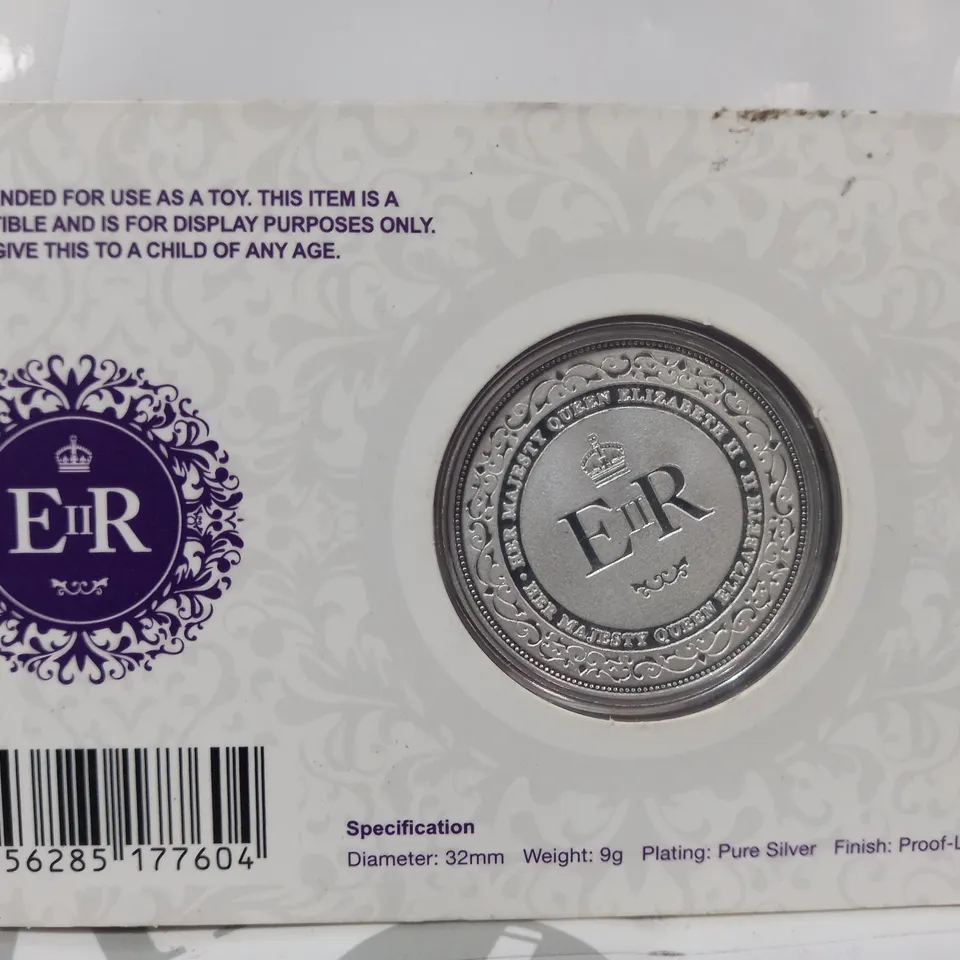 NDED FOR USE AS A TOY. THIS ITEM IS A
TIBLE AND IS FOR DISPLAY PURPOSES ONLY.
GIVE THIS TO A CHILD OF ANY AGE.
EIIR
HER MAJESTY QUEEN ELIZABETH II · HER MAJESTY QUEEN ELIZABETH II ·
EIIR
56285 177604
Specification
Diameter: 32mm Weight: 9g Plating: Pure Silver Finish: Proof-L